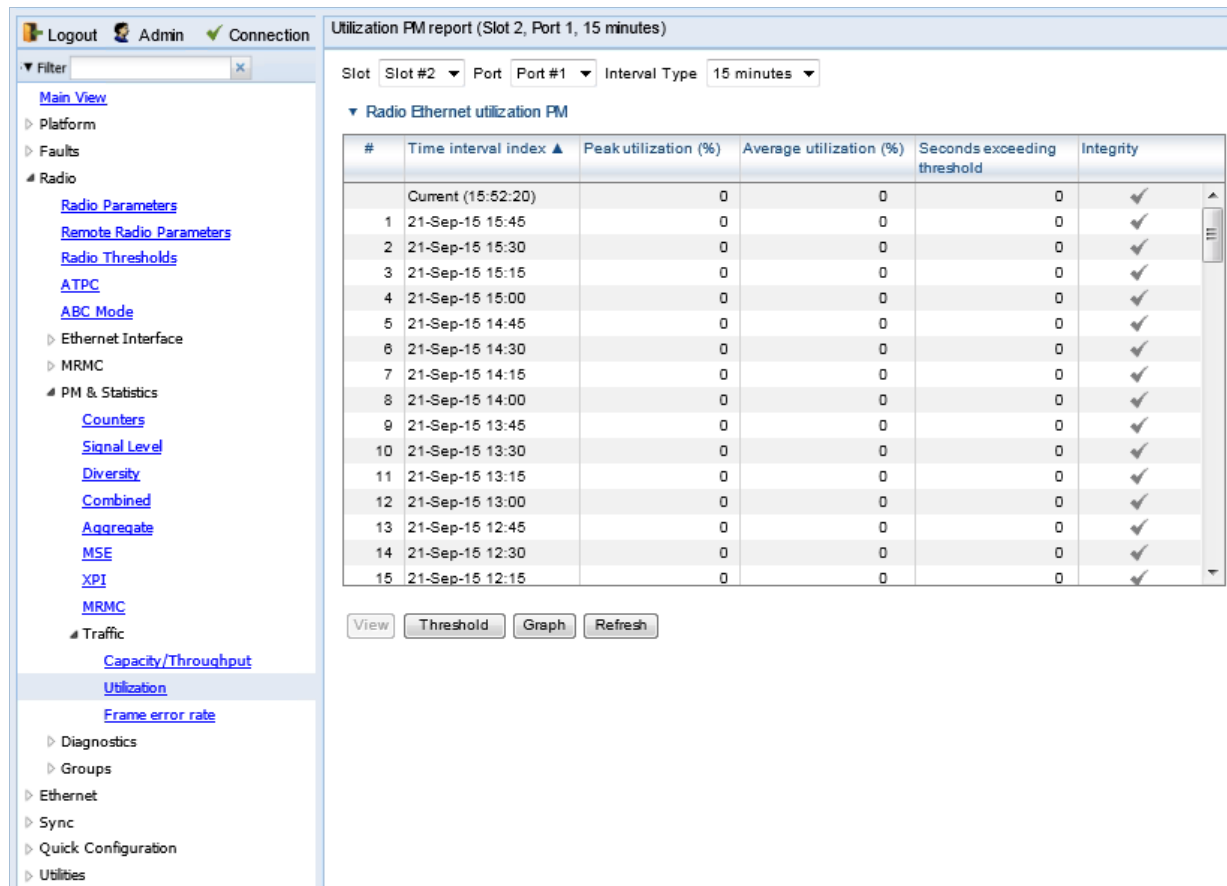 Logout Admin Connection
Filter
Main View
Platform
Faults
Radio
Radio Parameters
Remote Radio Parameters
Radio Thresholds
ATPC
ABC Mode
Ethernet Interface
MRMC
PM & Statistics
Counters
Signal Level
Diversity
Combined
Aggregate
MSE
XPI
MRMC
Traffic
Capacity/Throughput
Utilization
Frame error rate
Diagnostics
Groups
Ethernet
Sync
Quick Configuration
Utilities
Utilization PM report (Slot 2, Port 1, 15 minutes)
Slot Slot #2 Port Port #1 Interval Type 15 minutes
Radio Ethernet utilization PM
# Time interval index ▲ Peak utilization (%) Average utilization (%) Seconds exceeding threshold Integrity
Current (15:52:20) 0 0 0
1 21-Sep-15 15:45 0 0 0
2 21-Sep-15 15:30 0 0 0
3 21-Sep-15 15:15 0 0 0
4 21-Sep-15 15:00 0 0 0
5 21-Sep-15 14:45 0 0 0
6 21-Sep-15 14:30 0 0 0
7 21-Sep-15 14:15 0 0 0
8 21-Sep-15 14:00 0 0 0
9 21-Sep-15 13:45 0 0 0
10 21-Sep-15 13:30 0 0 0
11 21-Sep-15 13:15 0 0 0
12 21-Sep-15 13:00 0 0 0
13 21-Sep-15 12:45 0 0 0
14 21-Sep-15 12:30 0 0 0
15 21-Sep-15 12:15 0 0 0
View Threshold Graph Refresh